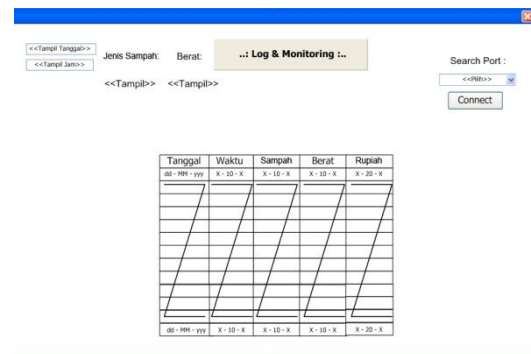 <<Tampil Tanggal>>
<<Tampil Jam>>
Jenis Sampah:
Berat:
..: Log & Monitoring :..
<<Tampil>>
<<Tampil>>
Search Port :
<<Pilih>>
Connect
Tanggal Waktu Sampah Berat Rupiah
dd - MM - yyy X - 10 - X X - 10 - X X - 10 - X X - 20 - X
dd - MM - yyy X - 10 - X X - 10 - X X - 10 - X X - 20 - X